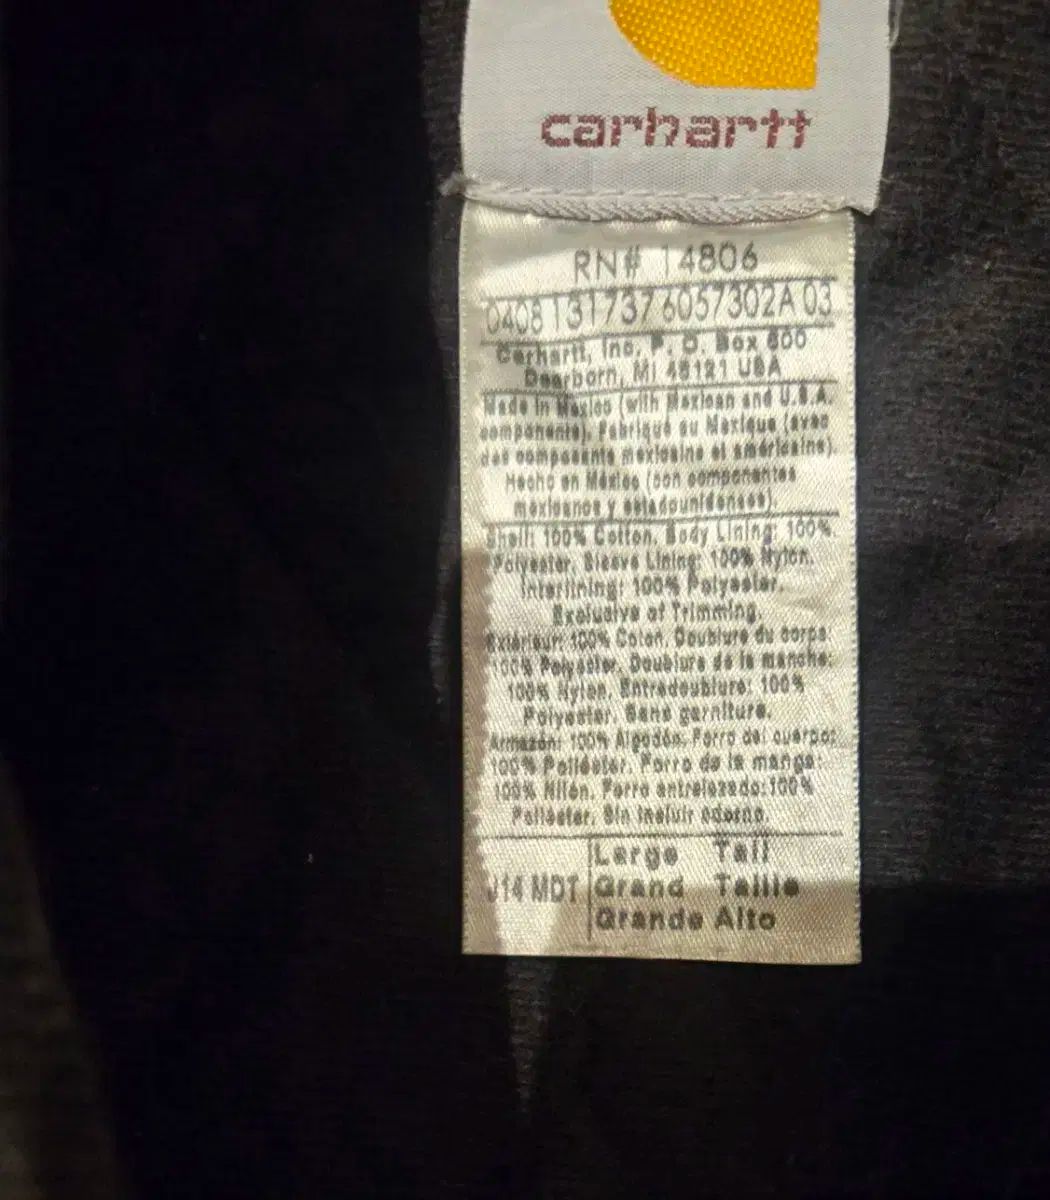 carhartt
RN# 14806
04081317376057302A 03
Carhartt, Inc. P. O. Box 600
Dearborn, MI 48121 USA
Made in Mexico (with Mexican and U.S.A.
components). Fabriqué au Mexique (avec
des composants mexicains et américains).
Hecho en México (con componentes
mexicanos y estadounidenses).
Shell: 100% Cotton. Body Lining: 100%
Polyester. Sleeve Lining: 100% Nylon.
Interlining: 100% Polyester.
Exclusive of Trimming.
Extérieur: 100% Coton. Doublure du corps:
100% Polyester. Doublure de la manche:
100% Nylon. Entredoublure: 100%
Polyester. Sans garniture.
Armazón: 100% Algodón. Forro del cuerpo:
100% Poliéster. Forro de la manga:
100% Nilón. Forro entrelazado: 100%
Poliéster. Sin incluir adorno.
J14 MDT
Large Tall
Grand Taille
Grande Alto